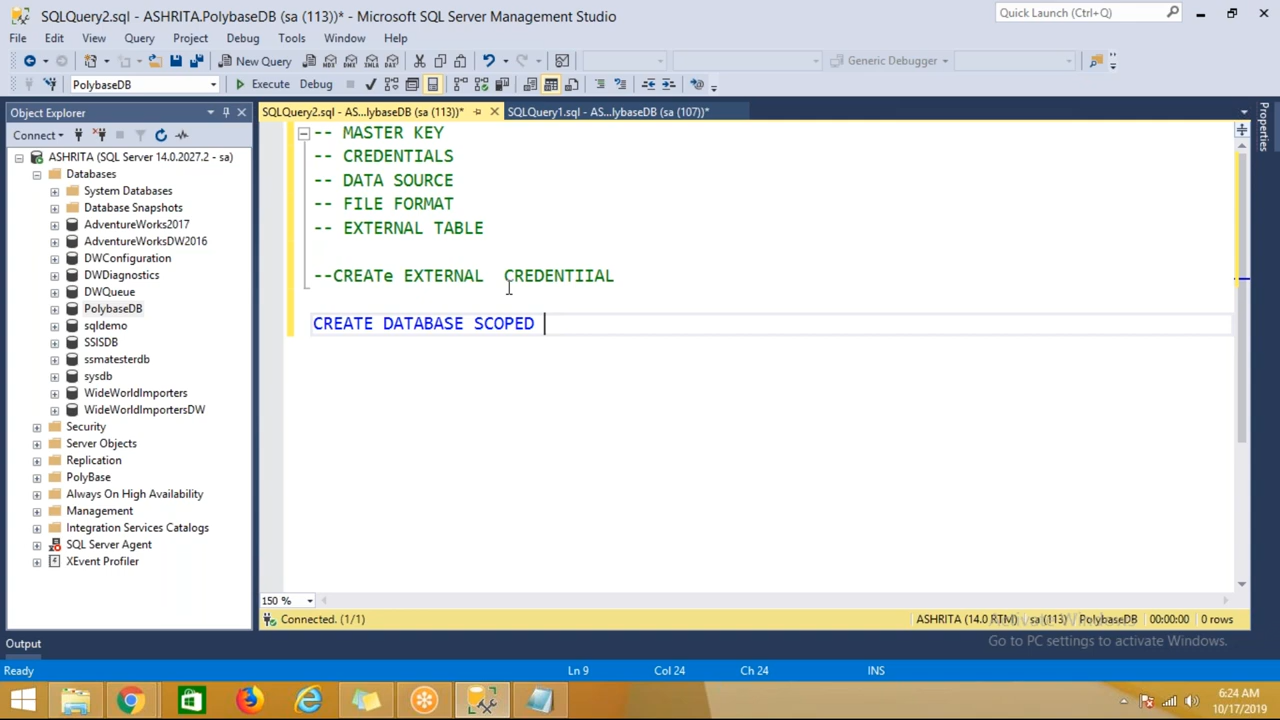 SQLQuery2.sql - ASHRITA.PolybaseDB (sa (113))* - Microsoft SQL Server Management Studio
Quick Launch (Ctrl+Q)
File Edit View Query Project Debug Tools Window Help
New Query
Generic Debugger
PolybaseDB
Execute Debug
Object Explorer
SQLQuery2.sql - AS...lybaseDB (sa (113))*
SQLQuery1.sql - AS...lybaseDB (sa (107))*
Properties
Connect
ASHRITA (SQL Server 14.0.2027.2 - sa)
Databases
System Databases
Database Snapshots
AdventureWorks2017
AdventureWorksDW2016
DWConfiguration
DWDiagnostics
DWQueue
PolybaseDB
sqldemo
SSISDB
ssmatesterdb
sysdb
WideWorldImporters
WideWorldImportersDW
Security
Server Objects
Replication
PolyBase
Always On High Availability
Management
Integration Services Catalogs
SQL Server Agent
XEvent Profiler
-- MASTER KEY
-- CREDENTIALS
-- DATA SOURCE
-- FILE FORMAT
-- EXTERNAL TABLE
--CREATe EXTERNAL  CREDENTIIAL
CREATE DATABASE SCOPED
150 %
Connected. (1/1)
ASHRITA (14.0 RTM) sa (113) PolybaseDB 00:00:00 0 rows
Activate Windows
Go to PC settings to activate Windows.
Output
Ready
Ln 9
Col 24
Ch 24
INS
6:24 AM
10/17/2019